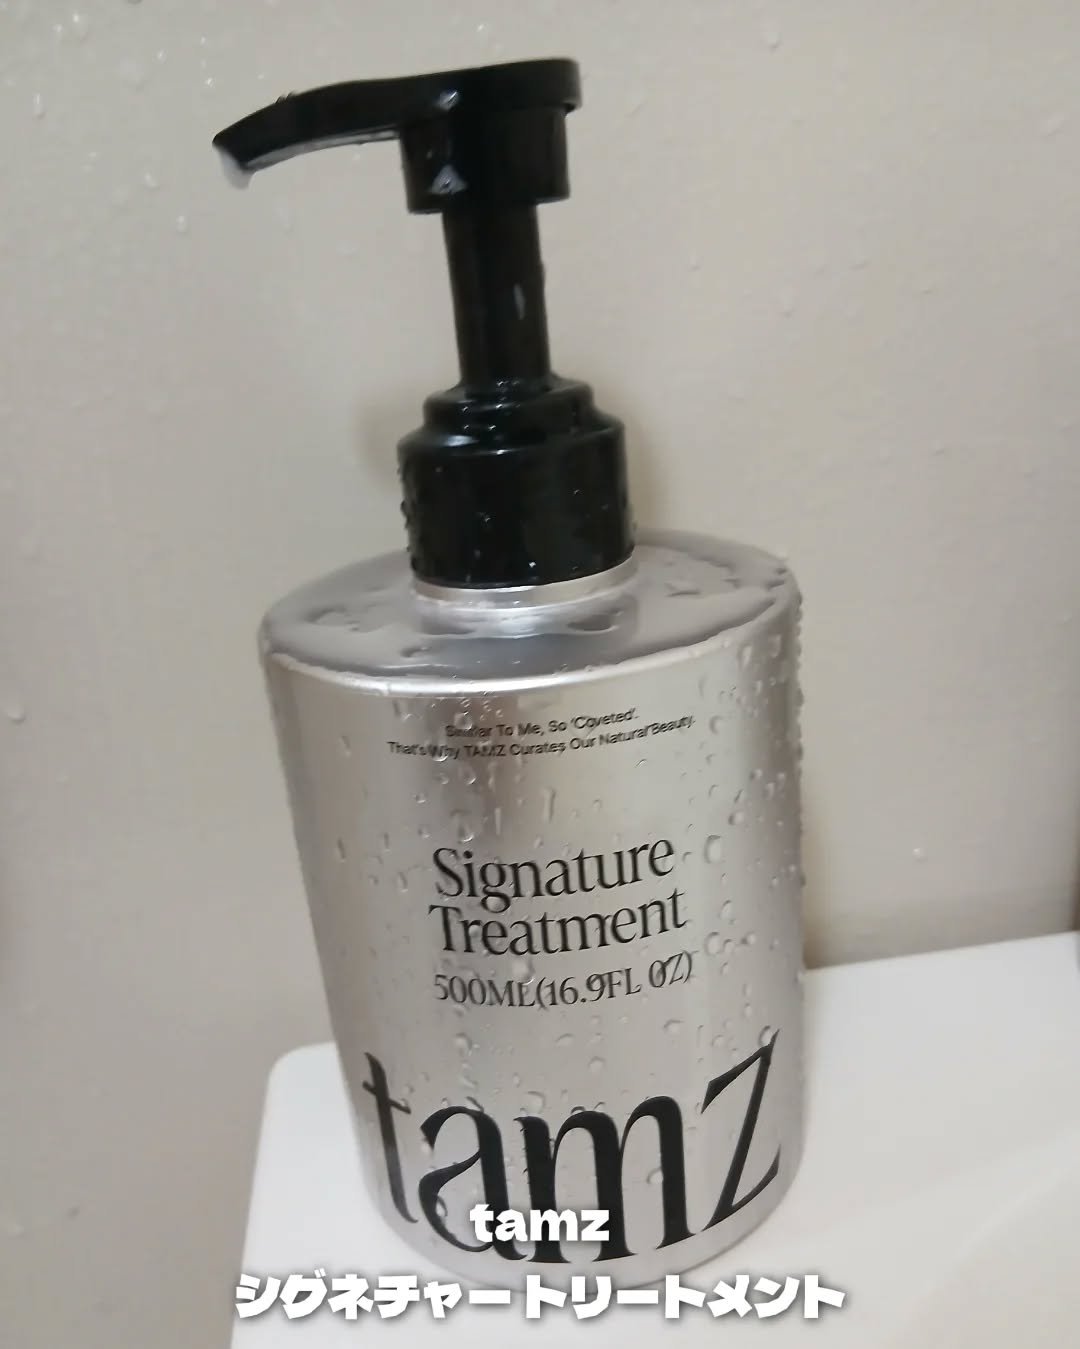 Similar To Me, So 'Coveted'.
That's Why TAMZ Curates Our Natural Beauty.
Signature
Treatment
500ML(16.9FL OZ)
tamz
tamz
シグネチャートリートメント